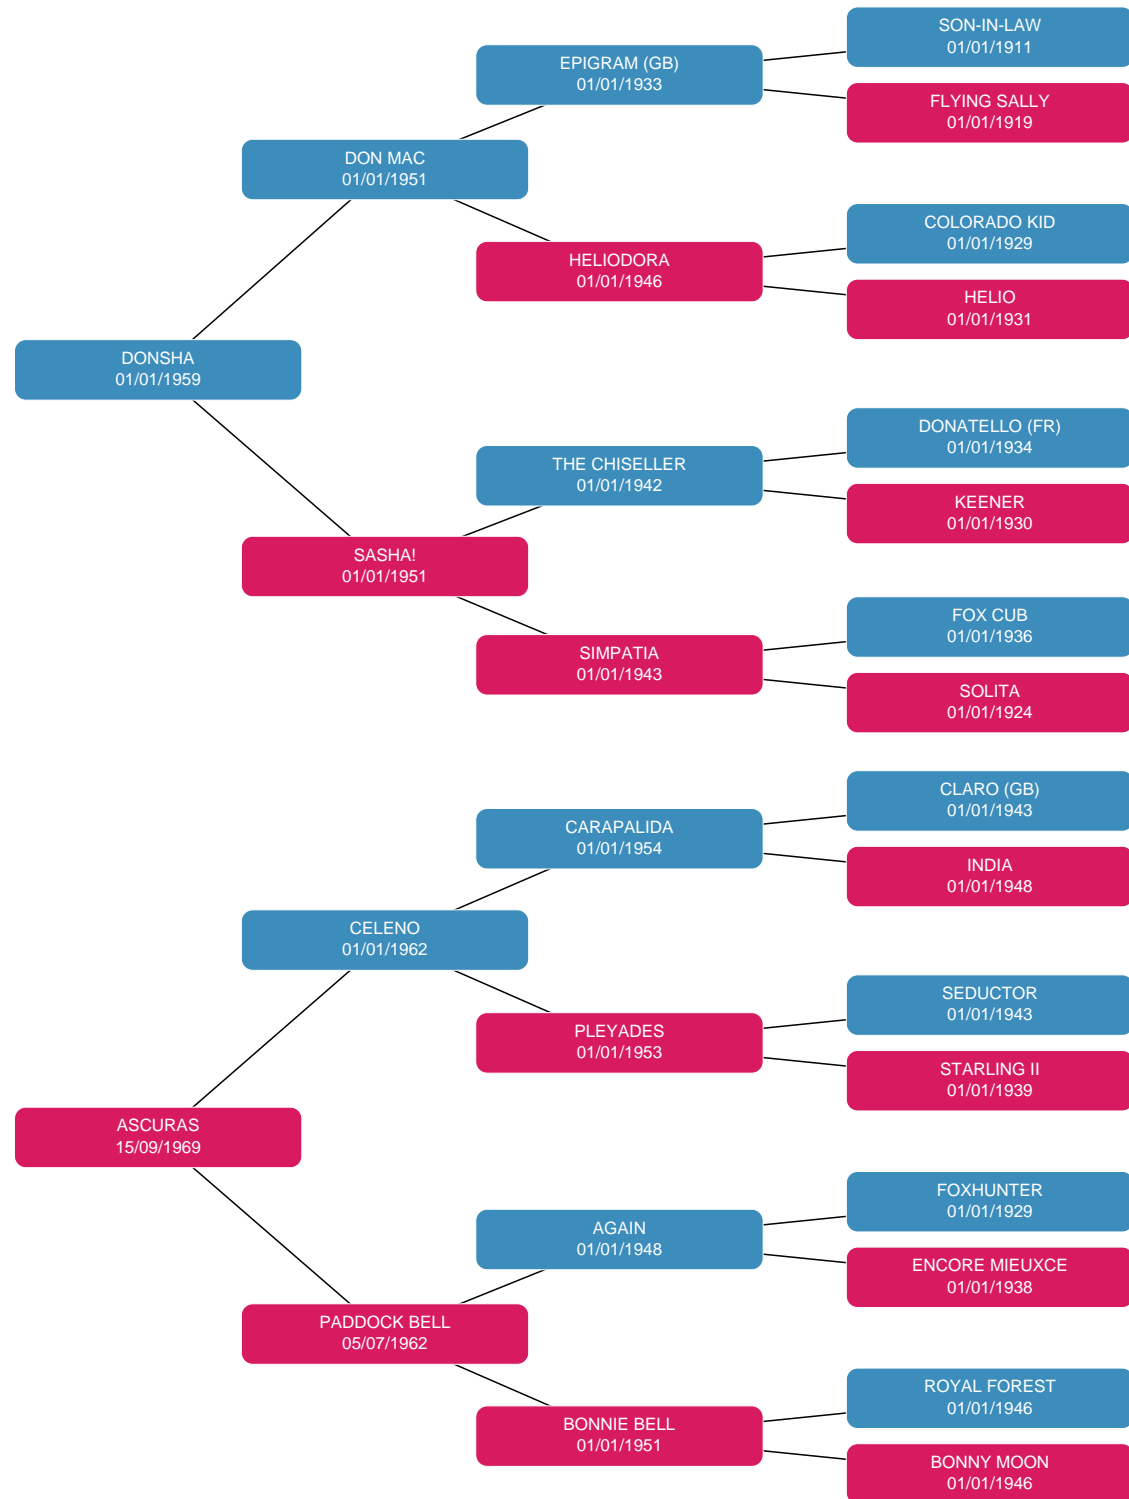 SON-IN-LAW
01/01/1911
EPIGRAM (GB)
01/01/1933
FLYING SALLY
01/01/1919
DON MAC
01/01/1951
COLORADO KID
01/01/1929
HELIODORA
01/01/1946
HELIO
01/01/1931
DONSHA
01/01/1959
DONATELLO (FR)
01/01/1934
THE CHISELLER
01/01/1942
KEENER
01/01/1930
SASHA!
01/01/1951
FOX CUB
01/01/1936
SIMPATIA
01/01/1943
SOLITA
01/01/1924
CLARO (GB)
01/01/1943
CARAPALIDA
01/01/1954
INDIA
01/01/1948
CELENO
01/01/1962
SEDUCTOR
01/01/1943
PLEYADES
01/01/1953
STARLING II
01/01/1939
ASCURAS
15/09/1969
FOXHUNTER
01/01/1929
AGAIN
01/01/1948
ENCORE MIEUXCE
01/01/1938
PADDOCK BELL
05/07/1962
ROYAL FOREST
01/01/1946
BONNIE BELL
01/01/1951
BONNY MOON
01/01/1946